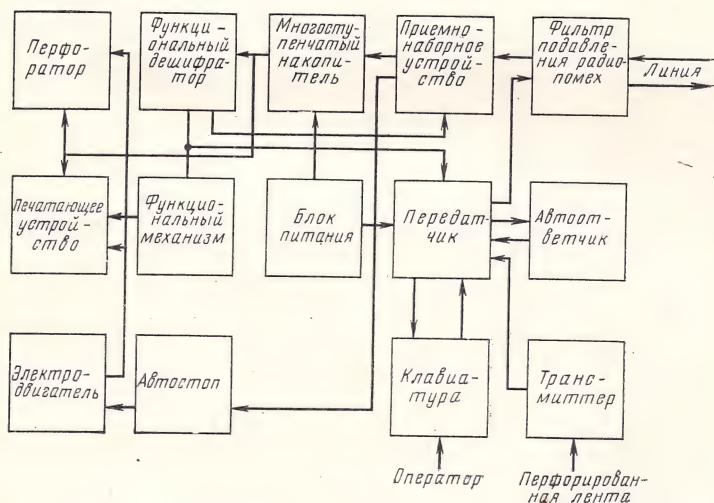 Перфо-
ратор
Функци-
ональный
дешифра-
тор
Многосту-
пенчатый
накопи-
тель
Приемно-
наборное
устрой-
ство
Фильтр
подавле-
ния радио-
помех
Линия
Печатающее
устрой-
ство
Функцио-
нальный
механизм
Блок
питания
Передат-
чик
Автоот-
ветчик
Электро-
двигатель
Автостоп
Клавиа-
тура
Транс-
миттер
Оператор
Перфорирован-
ная лента